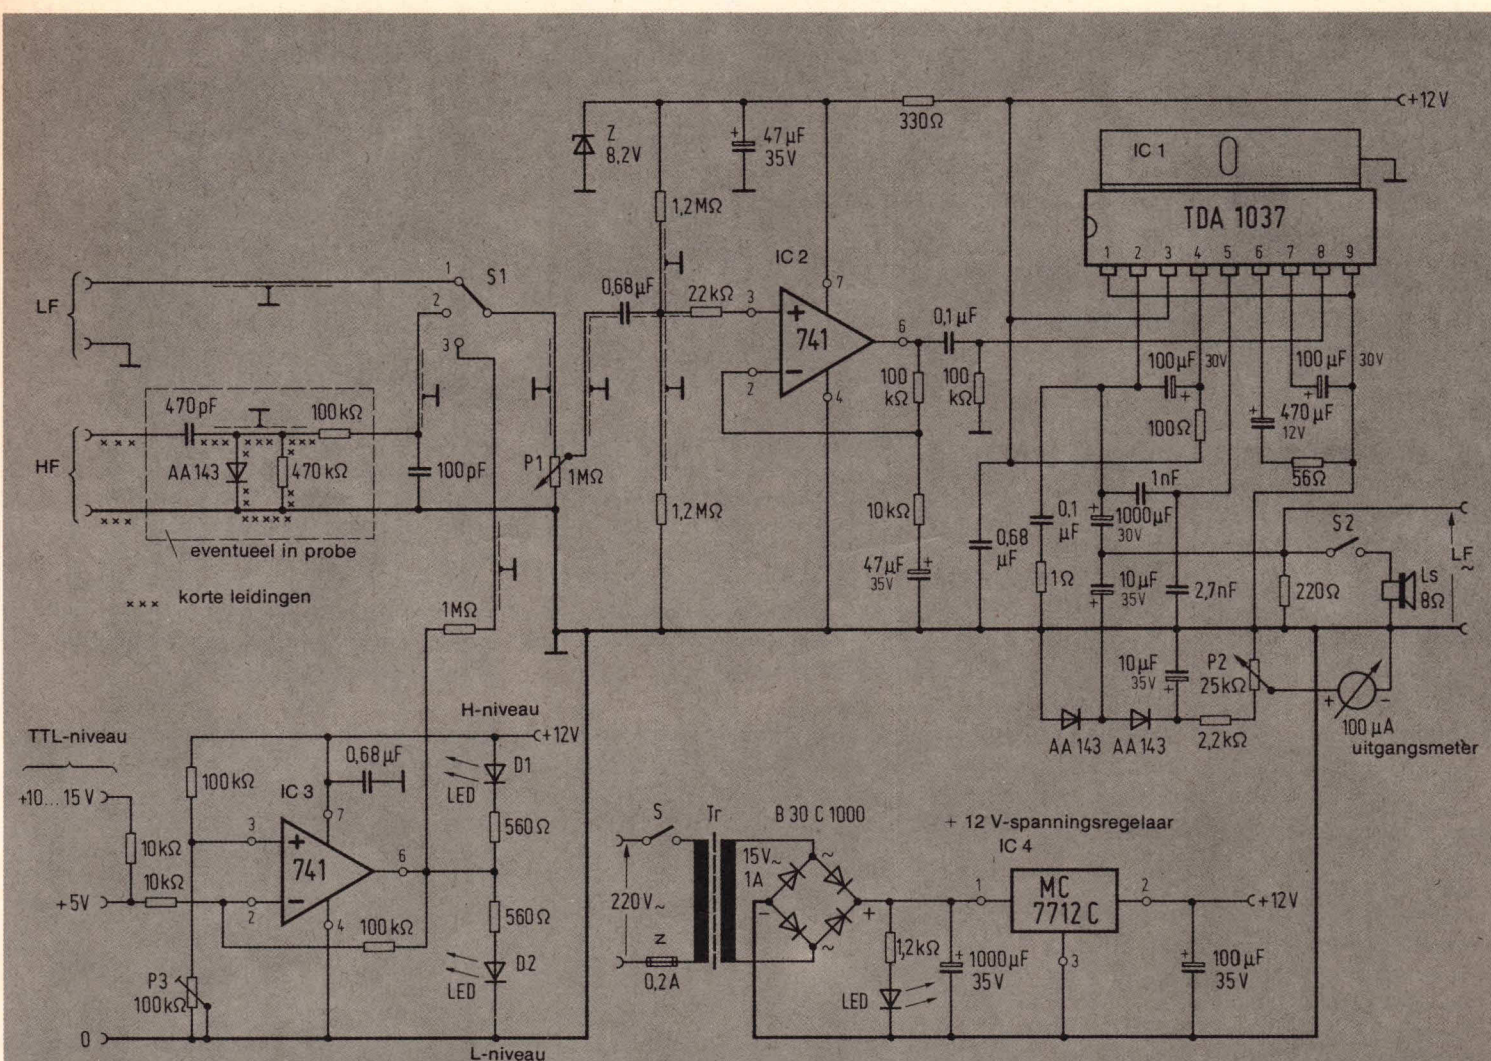 Z
8,2V
+
47µF
35V
330Ω
+12V
IC 1
TDA 1037
1 2 3 4 5 6 7 8 9
1,2MΩ
LF
1
2
3
S1
0,68µF
22kΩ
IC 2
3
+
741
−
2
7
6
4
0,1µF
100
kΩ
100
kΩ
100µF 30V
+
100Ω
+
470µF
12V
56Ω
100µF 30V
+
470pF
100kΩ
HF
AA143
470kΩ
100pF
P1
1MΩ
1,2MΩ
10kΩ
47µF
35V
+
0,68
µF
0,1
µF
1Ω
1nF
+
1000µF
30V
10µF
35V
+
2,7nF
S2
220Ω
Ls
8Ω
LF
~
eventueel in probe
××× korte leidingen
1MΩ
10µF
35V
+
P2
25kΩ
+
−
100µA
uitgangsmeter
AA143
AA143
2,2kΩ
H-niveau
+12V
TTL-niveau
+10...15V
100kΩ
0,68µF
IC 3
7
3
+
741
−
2
6
4
D1
LED
560Ω
10kΩ
10kΩ
+5V
100kΩ
560Ω
D2
LED
P3
100kΩ
0
L-niveau
S
Tr
B30C1000
220V~
z
0,2A
15V~
1A
~
−
+
~
1,2kΩ
LED
+
1000µF
35V
+ 12 V-spanningsregelaar
IC 4
1
MC
7712C
2
3
+12V
+
100µF
35V